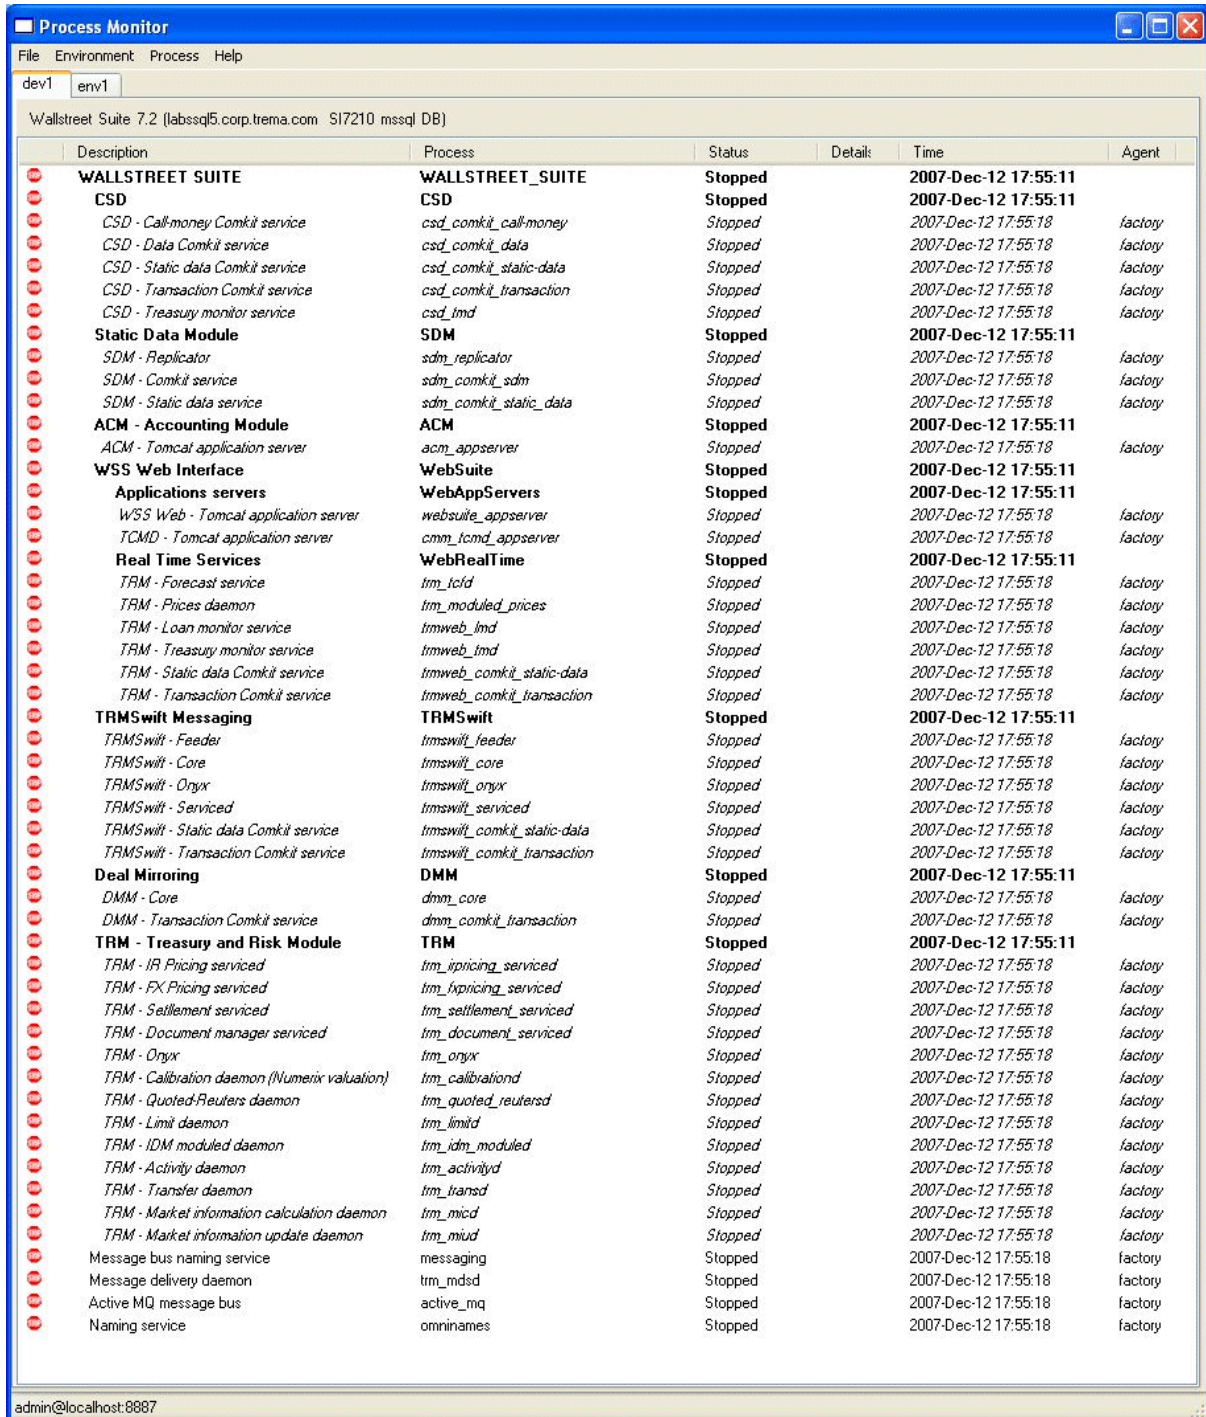 Process Monitor
File Environment Process Help
dev1 env1
Wallstreet Suite 7.2 (labssql5.corp.trema.com SI7210 mssql DB)
Description Process Status Details Time Agent
WALLSTREET SUITE WALLSTREET_SUITE Stopped 2007-Dec-12 17:55:11
CSD CSD Stopped 2007-Dec-12 17:55:11
CSD - Call-money Comkit service csd_comkit_call-money Stopped 2007-Dec-12 17:55:18 factory
CSD - Data Comkit service csd_comkit_data Stopped 2007-Dec-12 17:55:18 factory
CSD - Static data Comkit service csd_comkit_static-data Stopped 2007-Dec-12 17:55:18 factory
CSD - Transaction Comkit service csd_comkit_transaction Stopped 2007-Dec-12 17:55:18 factory
CSD - Treasury monitor service csd_tmd Stopped 2007-Dec-12 17:55:18 factory
Static Data Module SDM Stopped 2007-Dec-12 17:55:11
SDM - Replicator sdm_replicator Stopped 2007-Dec-12 17:55:18 factory
SDM - Comkit service sdm_comkit_sdm Stopped 2007-Dec-12 17:55:18 factory
SDM - Static data service sdm_comkit_static_data Stopped 2007-Dec-12 17:55:18 factory
ACM - Accounting Module ACM Stopped 2007-Dec-12 17:55:11
ACM - Tomcat application server acm_appserver Stopped 2007-Dec-12 17:55:18 factory
WSS Web Interface WebSuite Stopped 2007-Dec-12 17:55:11
Applications servers WebAppServers Stopped 2007-Dec-12 17:55:11
WSS Web - Tomcat application server websuite_appserver Stopped 2007-Dec-12 17:55:18 factory
TCMD - Tomcat application server cmm_tcmd_appserver Stopped 2007-Dec-12 17:55:18 factory
Real Time Services WebRealTime Stopped 2007-Dec-12 17:55:11
TRM - Forecast service trm_tcfd Stopped 2007-Dec-12 17:55:18 factory
TRM - Prices daemon trm_moduled_prices Stopped 2007-Dec-12 17:55:18 factory
TRM - Loan monitor service trmweb_lmd Stopped 2007-Dec-12 17:55:18 factory
TRM - Treasury monitor service trmweb_tmd Stopped 2007-Dec-12 17:55:18 factory
TRM - Static data Comkit service trmweb_comkit_static-data Stopped 2007-Dec-12 17:55:18 factory
TRM - Transaction Comkit service trmweb_comkit_transaction Stopped 2007-Dec-12 17:55:18 factory
TRMSwift Messaging TRMSwift Stopped 2007-Dec-12 17:55:11
TRMSwift - Feeder trmswift_feeder Stopped 2007-Dec-12 17:55:18 factory
TRMSwift - Core trmswift_core Stopped 2007-Dec-12 17:55:18 factory
TRMSwift - Onyx trmswift_onyx Stopped 2007-Dec-12 17:55:18 factory
TRMSwift - Serviced trmswift_serviced Stopped 2007-Dec-12 17:55:18 factory
TRMSwift - Static data Comkit service trmswift_comkit_static-data Stopped 2007-Dec-12 17:55:18 factory
TRMSwift - Transaction Comkit service trmswift_comkit_transaction Stopped 2007-Dec-12 17:55:18 factory
Deal Mirroring DMM Stopped 2007-Dec-12 17:55:11
DMM - Core dmm_core Stopped 2007-Dec-12 17:55:18 factory
DMM - Transaction Comkit service dmm_comkit_transaction Stopped 2007-Dec-12 17:55:18 factory
TRM - Treasury and Risk Module TRM Stopped 2007-Dec-12 17:55:11
TRM - IR Pricing serviced trm_irpricing_serviced Stopped 2007-Dec-12 17:55:18 factory
TRM - FX Pricing serviced trm_fxpricing_serviced Stopped 2007-Dec-12 17:55:18 factory
TRM - Setllement serviced trm_settlement_serviced Stopped 2007-Dec-12 17:55:18 factory
TRM - Document manager serviced trm_document_serviced Stopped 2007-Dec-12 17:55:18 factory
TRM - Onyx trm_onyx Stopped 2007-Dec-12 17:55:18 factory
TRM - Calibration daemon (Numerix valuation) trm_calibrationd Stopped 2007-Dec-12 17:55:18 factory
TRM - Quoted-Reuters daemon trm_quoted_reutersd Stopped 2007-Dec-12 17:55:18 factory
TRM - Limit daemon trm_limitd Stopped 2007-Dec-12 17:55:18 factory
TRM - IDM moduled daemon trm_idm_moduled Stopped 2007-Dec-12 17:55:18 factory
TRM - Activity daemon trm_activityd Stopped 2007-Dec-12 17:55:18 factory
TRM - Transfer daemon trm_transd Stopped 2007-Dec-12 17:55:18 factory
TRM - Market information calculation daemon trm_micd Stopped 2007-Dec-12 17:55:18 factory
TRM - Market information update daemon trm_miud Stopped 2007-Dec-12 17:55:18 factory
Message bus naming service messaging Stopped 2007-Dec-12 17:55:18 factory
Message delivery daemon trm_mdsd Stopped 2007-Dec-12 17:55:18 factory
Active MQ message bus active_mq Stopped 2007-Dec-12 17:55:18 factory
Naming service omninames Stopped 2007-Dec-12 17:55:18 factory
admin@localhost:8887